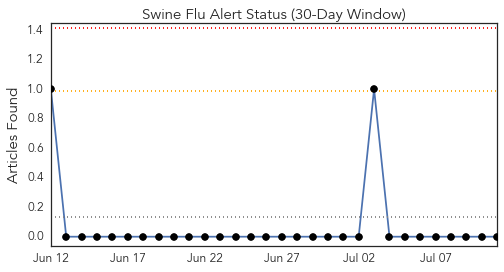 Swine Flu Alert Status (30-Day Window)
Articles Found
1.4
1.2
1.0
0.8
0.6
0.4
0.2
0.0
Jun 12 Jun 17 Jun 22 Jun 27 Jul 02 Jul 07